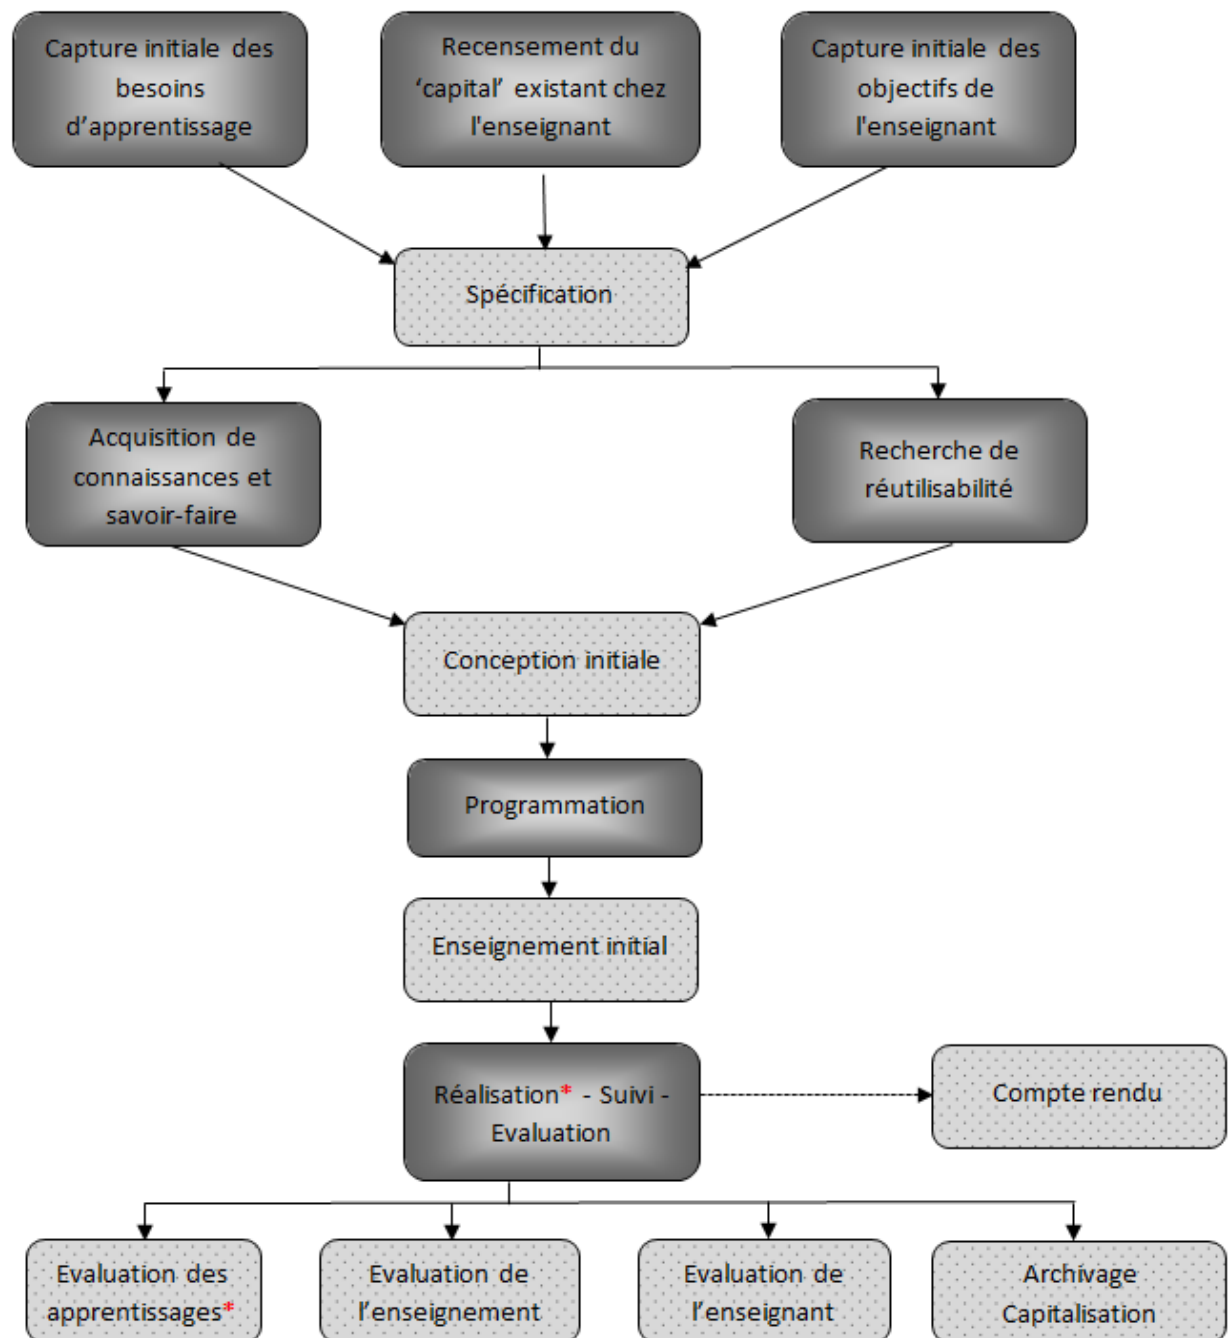 Capture initiale des
besoins
d’apprentissage
Recensement du
‘capital’ existant chez
l'enseignant
Capture initiale des
objectifs de
l'enseignant
Spécification
Acquisition de
connaissances et
savoir-faire
Recherche de
réutilisabilité
Conception initiale
Programmation
Enseignement initial
Réalisation* - Suivi -
Evaluation
Compte rendu
Evaluation des
apprentissages*
Evaluation de
l’enseignement
Evaluation de
l’enseignant
Archivage
Capitalisation